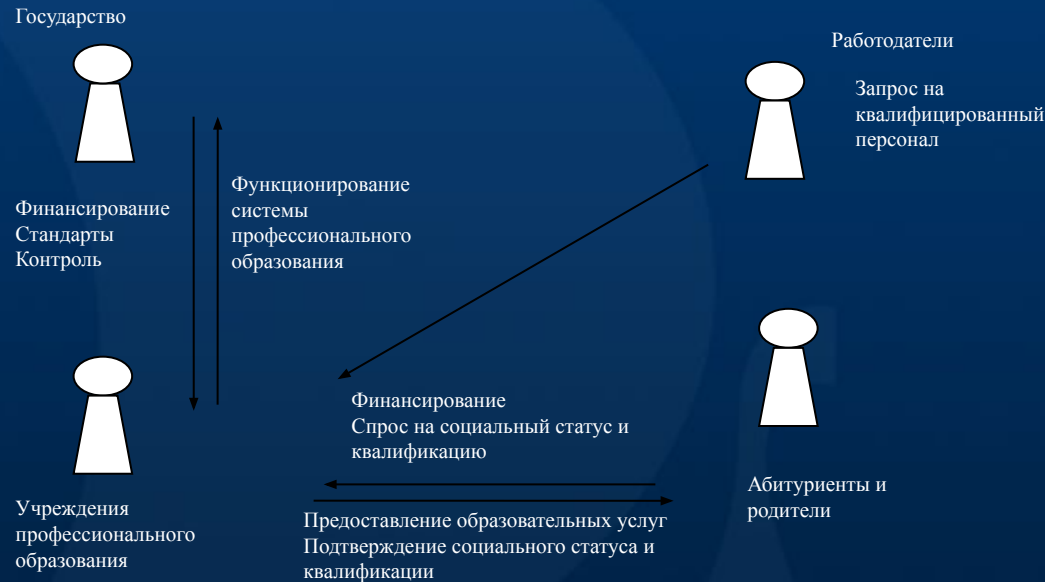 Государство
Работодатели
Запрос на
квалифицированный
персонал
Функционирование
системы
профессионального
образования
Финансирование
Стандарты
Контроль
Финансирование
Спрос на социальный статус и
квалификацию
Абитуриенты и
родители
Учреждения
профессионального
образования
Предоставление образовательных услуг
Подтверждение социального статуса и
квалификации